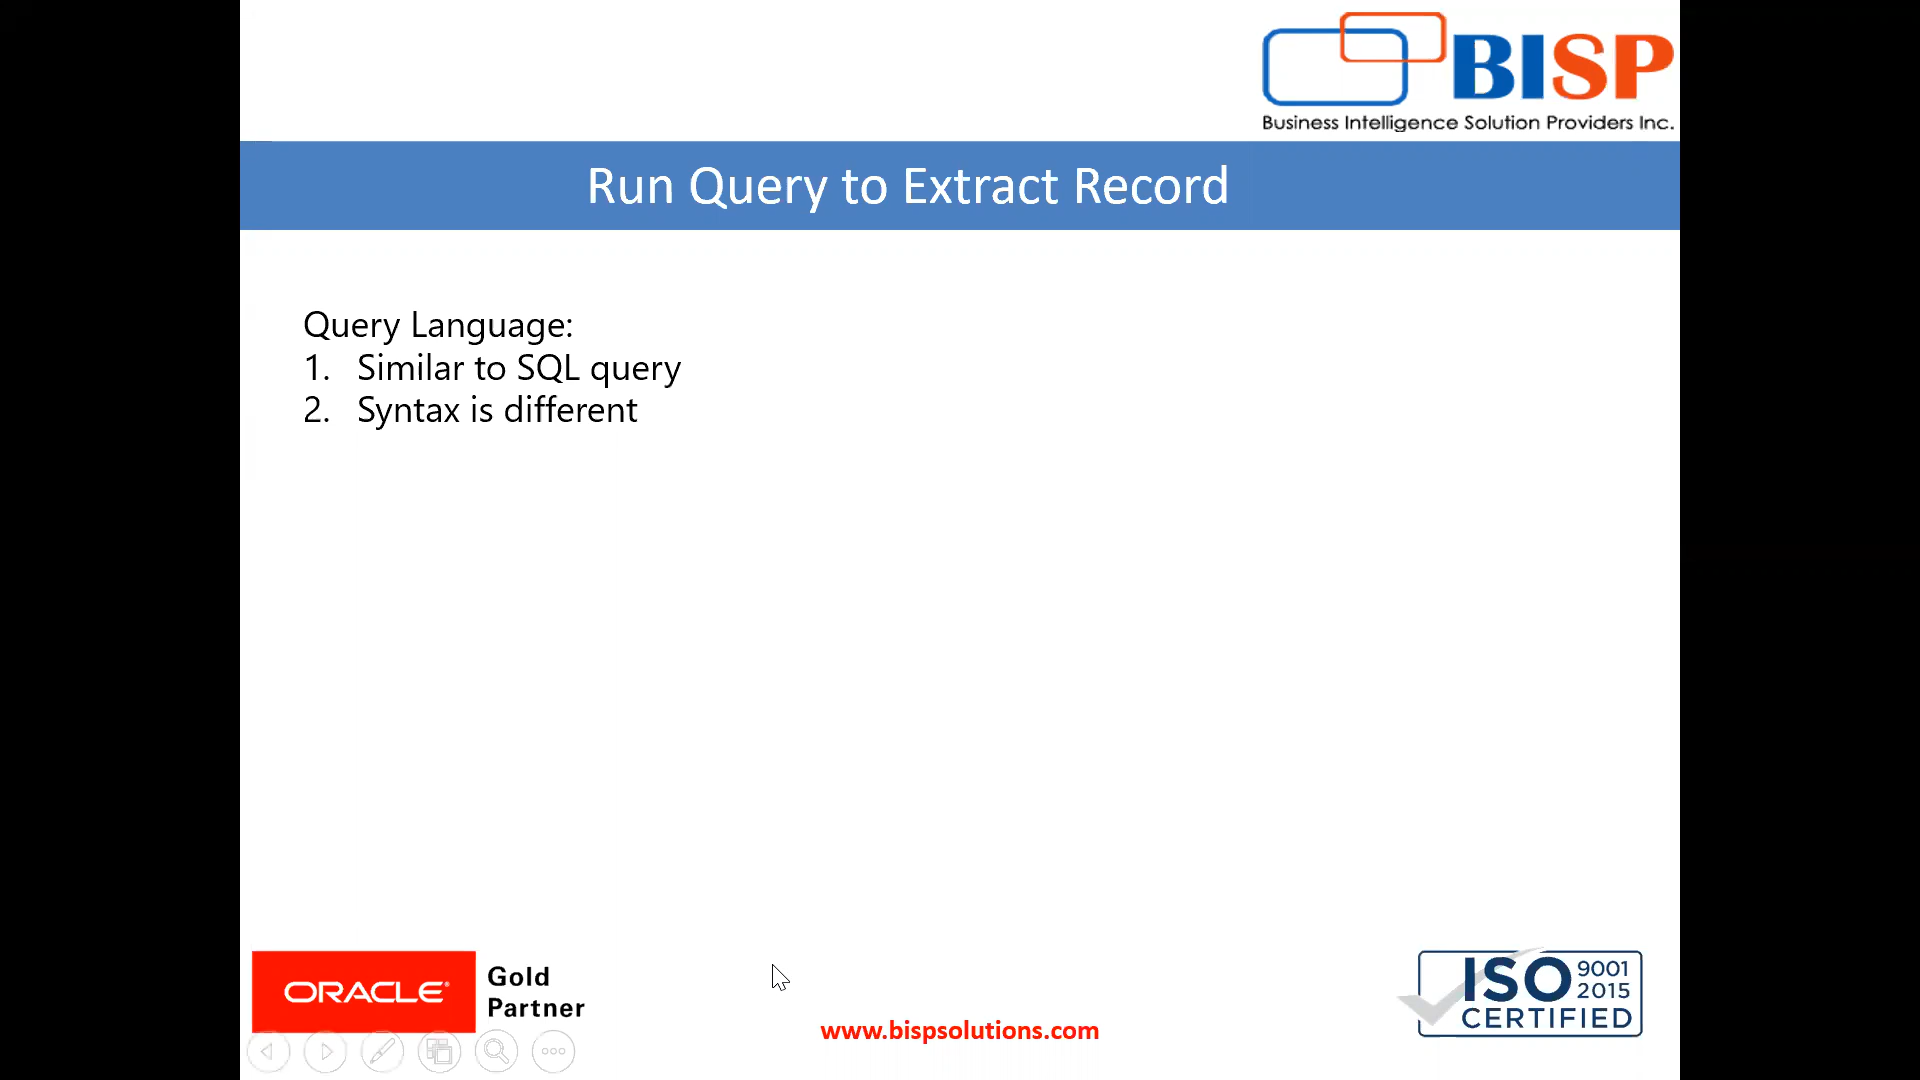 BISP
Business Intelligence Solution Providers Inc.
Run Query to Extract Record
Query Language:
1. Similar to SQL query
2. Syntax is different
ORACLE®
Gold
Partner
www.bispsolutions.com
ISO 9001
2015
CERTIFIED